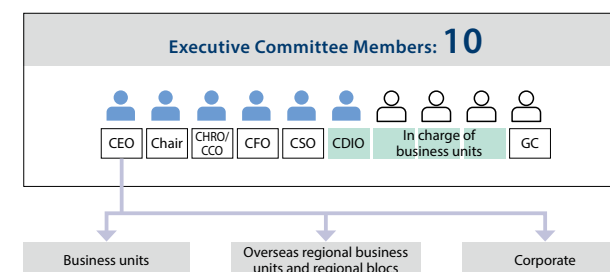 Executive Committee Members: 10
CEO
Chair
CHRO/
CCO
CFO
CSO
CDIO
In charge of
business units
GC
Business units
Overseas regional business
units and regional blocs
Corporate